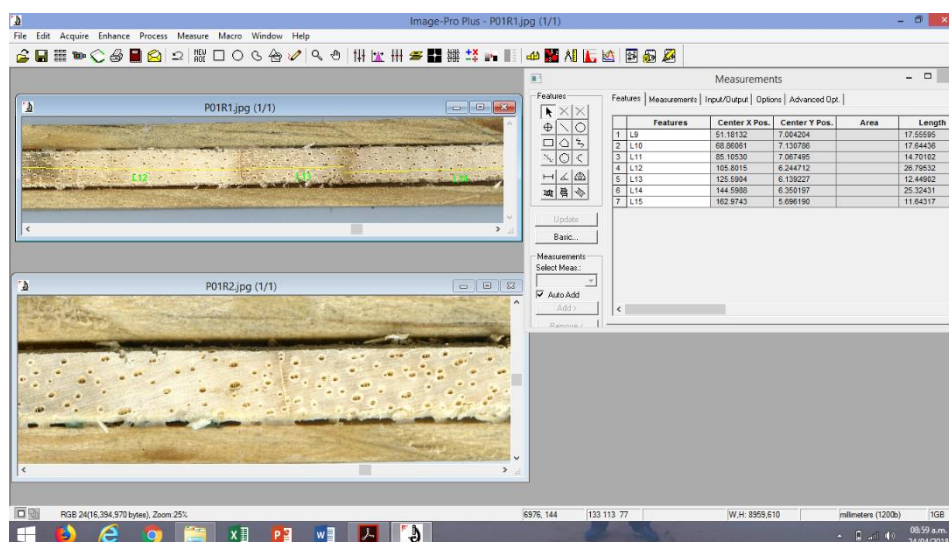 Image-Pro Plus - P01R1.jpg (1/1)
File Edit Acquire Enhance Process Measure Macro Window Help
NEW AOI
P01R1.jpg (1/1)
L12
L13
P01R2.jpg (1/1)
Measurements
Features
Features Measurements Input/Output Options Advanced Opt.
Features Center X Pos. Center Y Pos. Area Length
1 L9 51.18132 7.004204 17.55595
2 L10 68.86061 7.130786 17.64436
3 L11 85.10530 7.067495 14.70102
4 L12 105.8015 6.244712 26.79532
5 L13 125.5904 6.139227 12.44902
6 L14 144.5988 6.350197 25.32431
7 L15 162.9743 5.696190 11.64317
Update
Basic...
Measurements
Select Meas.:
Auto Add
Add >
RGB 24(16,394,970 bytes), Zoom:25%
6976, 144
133 113 77
W,H: 8959,610
millimeters (1200b)
1GB
08:59 a.m.
24/04/2018